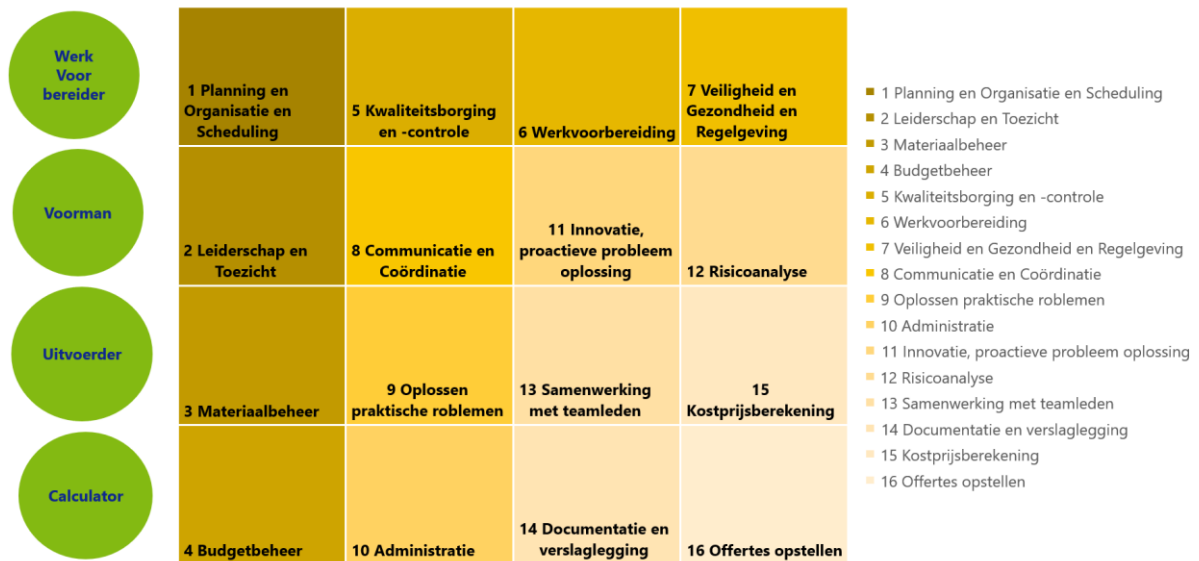 Werk
Voor
bereider
1 Planning en
Organisatie en
Scheduling
5 Kwaliteitsborging
en -controle
6 Werkvoorbereiding
7 Veiligheid en
Gezondheid en
Regelgeving
Voorman
2 Leiderschap en
Toezicht
8 Communicatie en
Coördinatie
11 Innovatie,
proactieve probleem
oplossing
12 Risicoanalyse
Uitvoerder
3 Materiaalbeheer
9 Oplossen
praktische roblemen
13 Samenwerking
met teamleden
15
Kostprijsberekening
Calculator
4 Budgetbeheer
10 Administratie
14 Documentatie en
verslaglegging
16 Offertes opstellen
1 Planning en Organisatie en Scheduling
2 Leiderschap en Toezicht
3 Materiaalbeheer
4 Budgetbeheer
5 Kwaliteitsborging en -controle
6 Werkvoorbereiding
7 Veiligheid en Gezondheid en Regelgeving
8 Communicatie en Coördinatie
9 Oplossen praktische roblemen
10 Administratie
11 Innovatie, proactieve probleem oplossing
12 Risicoanalyse
13 Samenwerking met teamleden
14 Documentatie en verslaglegging
15 Kostprijsberekening
16 Offertes opstellen